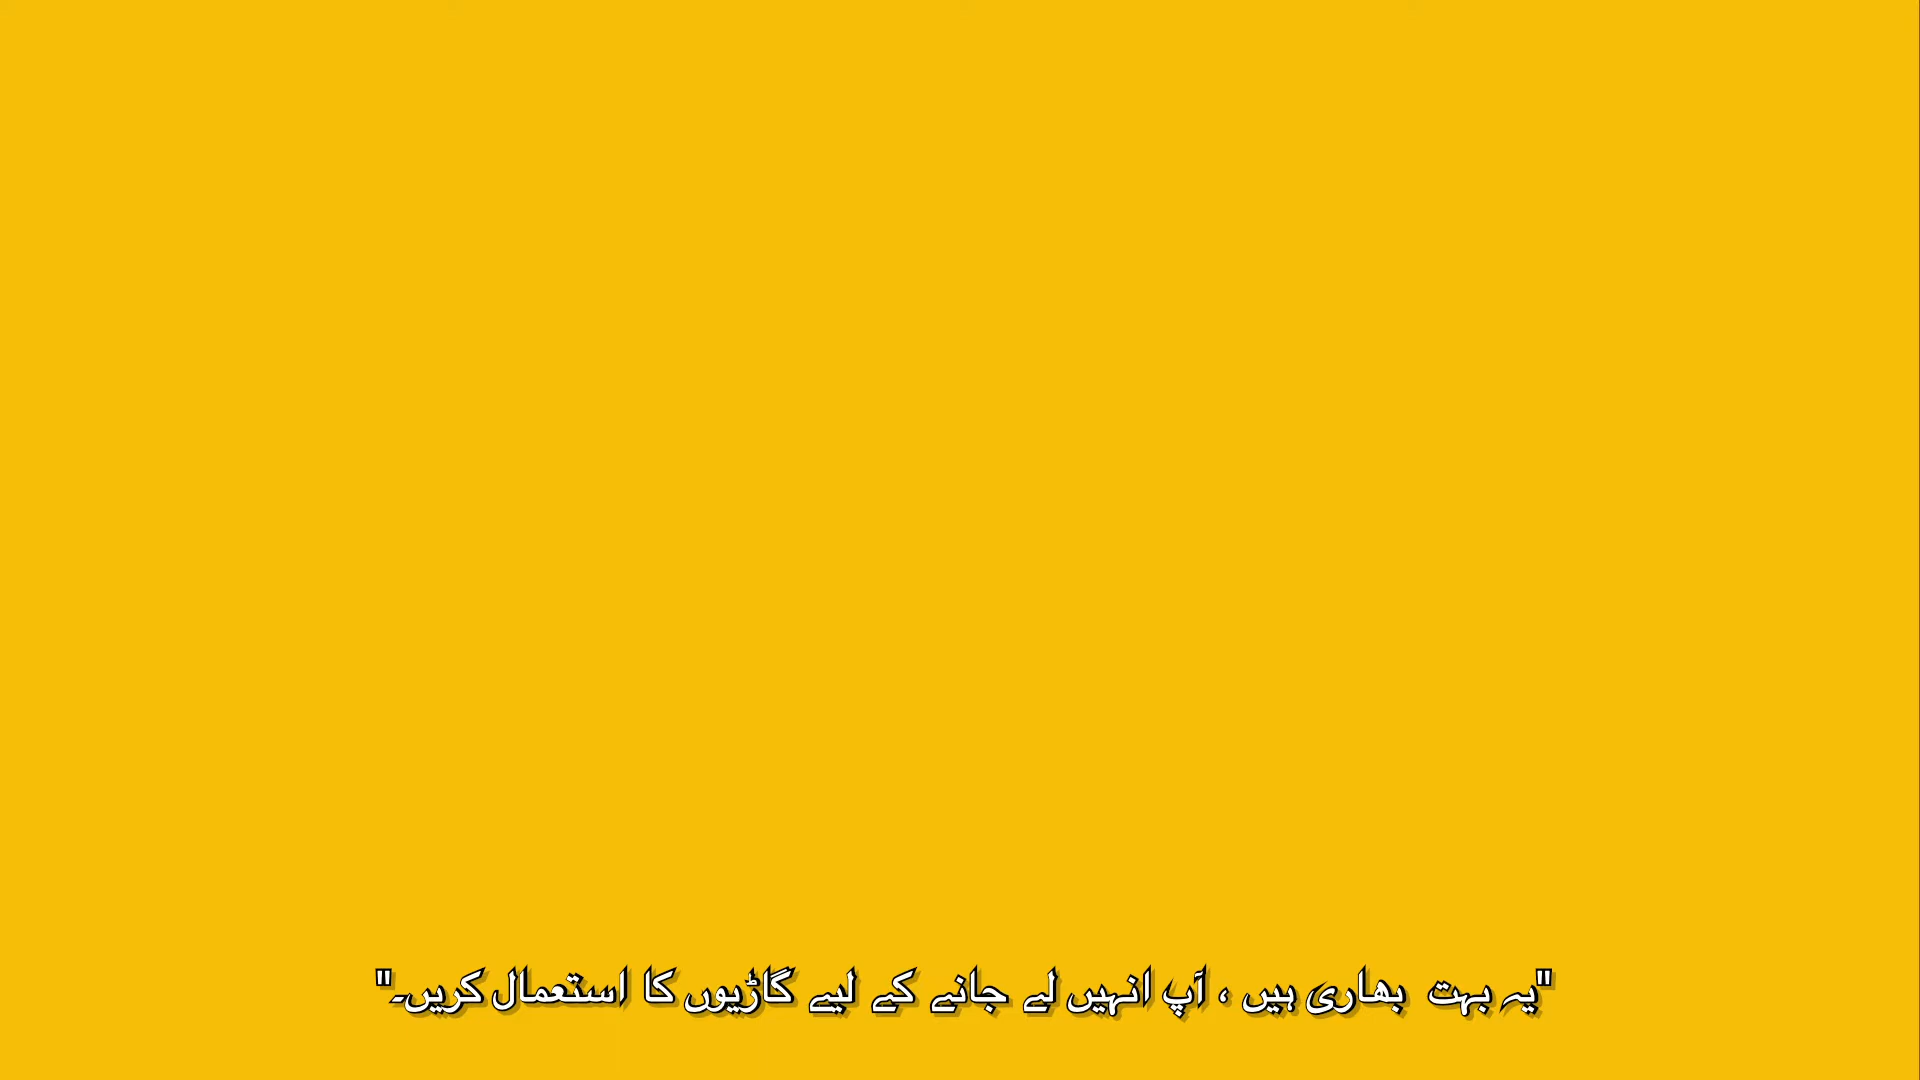 "یہ بہت بھاری ہیں ، آپ انہیں لے جانے کے لیے گاڑیوں کا استعمال کریں۔"